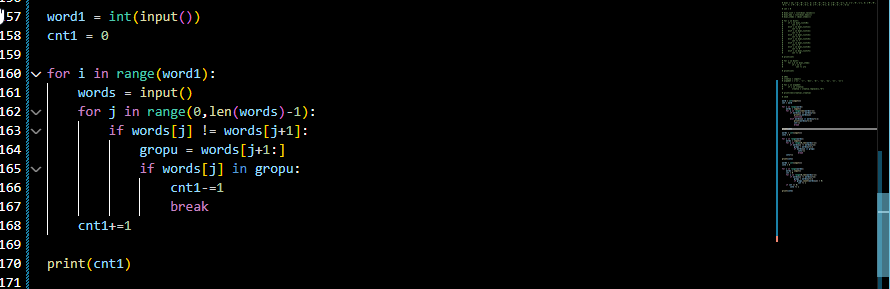 157 word1 = int(input())
158 cnt1 = 0
159
160 for i in range(word1):
161 words = input()
162 for j in range(0,len(words)-1):
163 if words[j] != words[j+1]:
164 gropu = words[j+1:]
165 if words[j] in gropu:
166 cnt1-=1
167 break
168 cnt1+=1
169
170 print(cnt1)
171